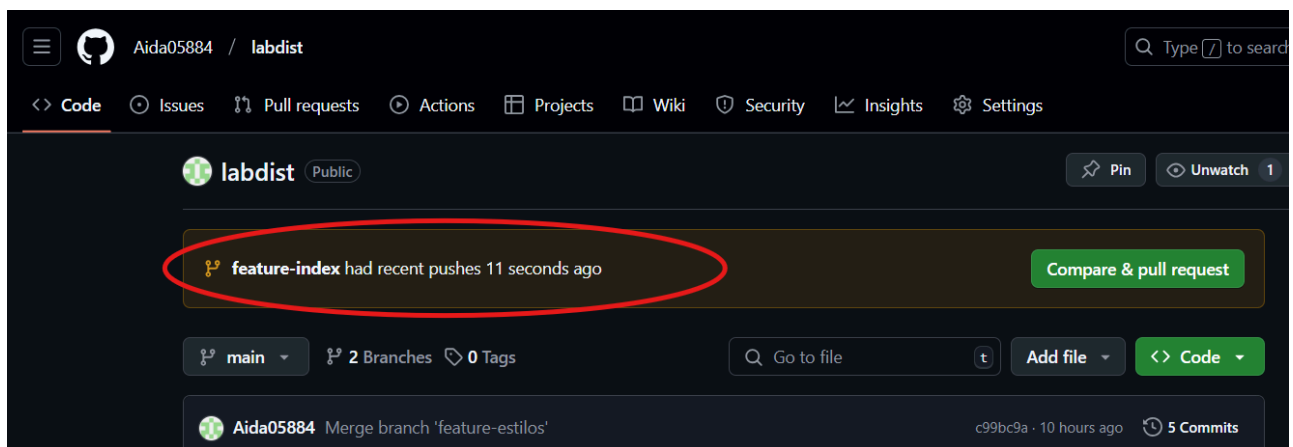 Aida05884 / labdist
Type / to search
Code Issues Pull requests Actions Projects Wiki Security Insights Settings
labdist Public
Pin Unwatch 1
feature-index had recent pushes 11 seconds ago
Compare & pull request
main 2 Branches 0 Tags
Go to file t Add file Code
Aida05884 Merge branch 'feature-estilos' c99bc9a · 10 hours ago 5 Commits